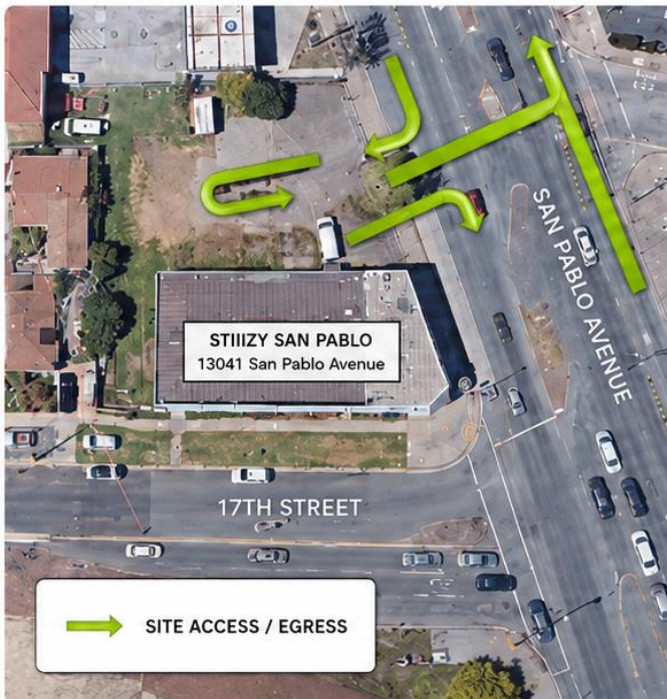 SAN PABLO AVENUE
STIIIZY SAN PABLO
13041 San Pablo Avenue
17TH STREET
SITE ACCESS / EGRESS